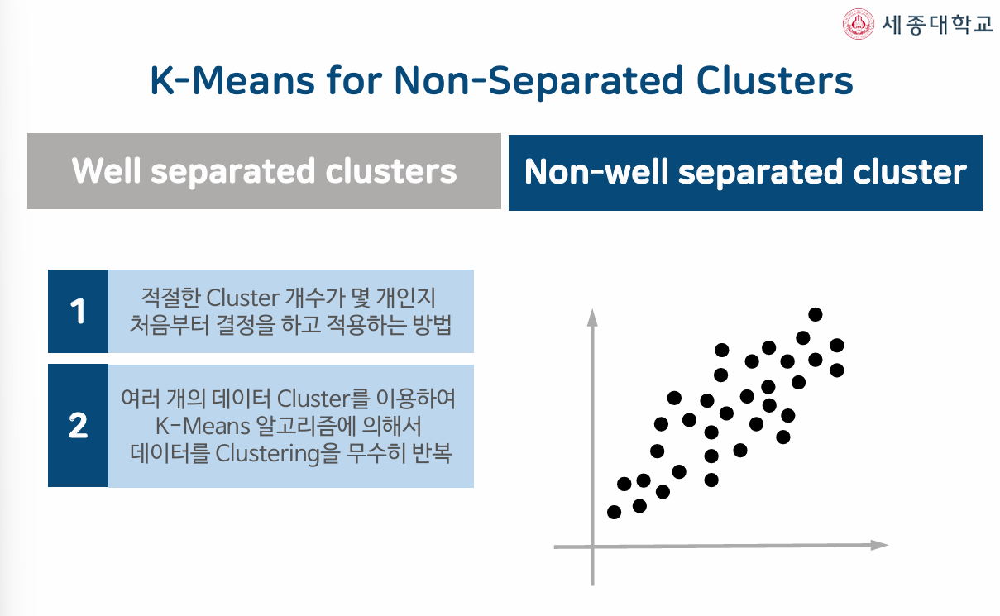 세종대학교
K-Means for Non-Separated Clusters
Well separated clusters
Non-well separated cluster
1
적절한 Cluster 개수가 몇 개인지
처음부터 결정을 하고 적용하는 방법
2
여러 개의 데이터 Cluster를 이용하여
K-Means 알고리즘에 의해서
데이터를 Clustering을 무수히 반복